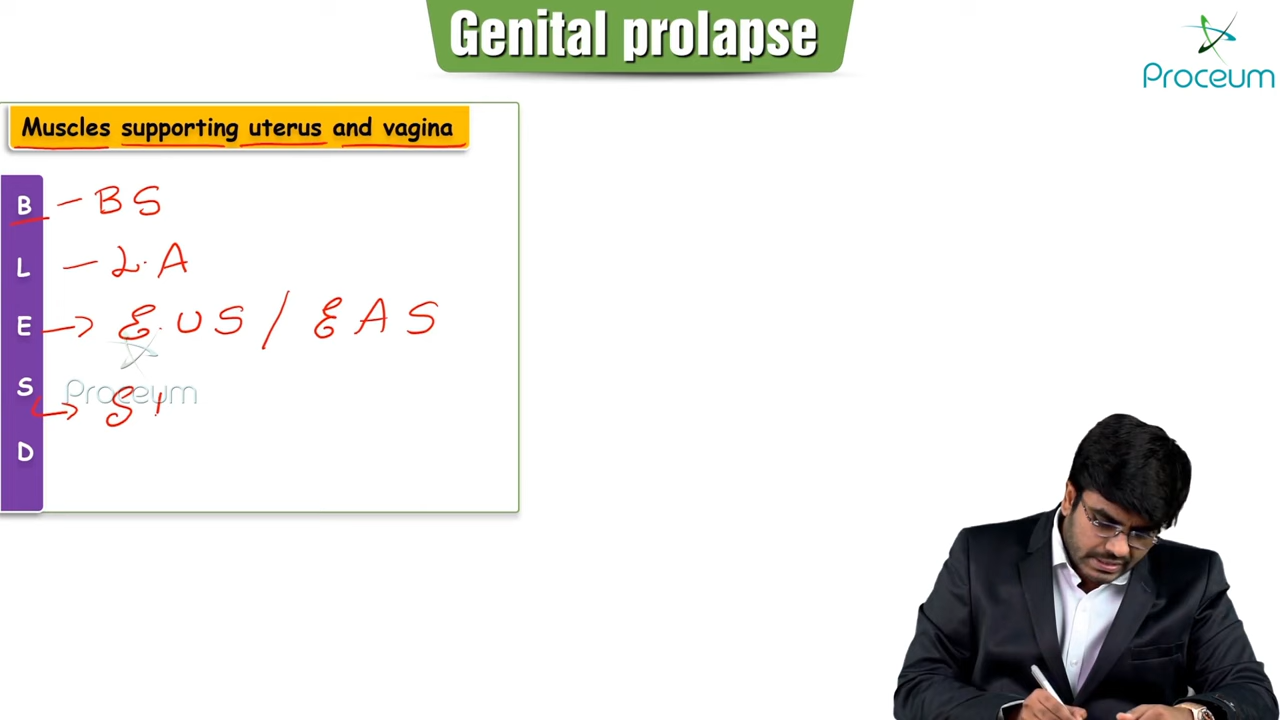 Genital prolapse
Proceum
Muscles supporting uterus and vagina
B – BS
L – L.A
E → E.US / EAS
Proceum
S → S
D